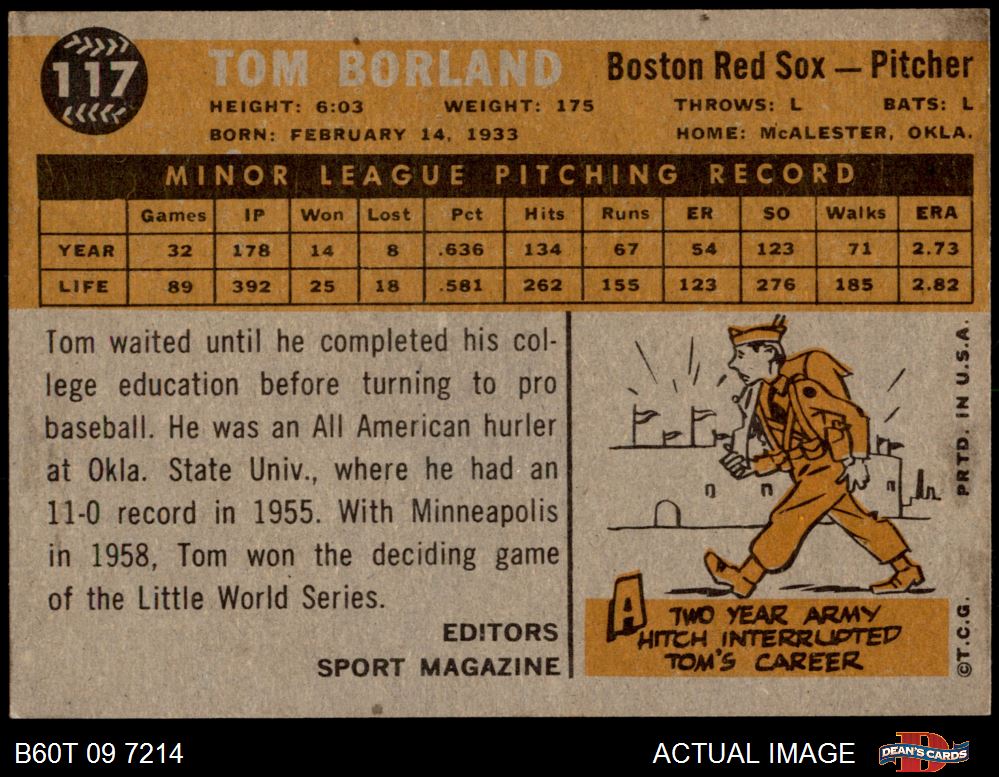 117
TOM BORLAND
Boston Red Sox — Pitcher
HEIGHT: 6:03 WEIGHT: 175 THROWS: L BATS: L
BORN: FEBRUARY 14, 1933 HOME: McALESTER, OKLA.
MINOR LEAGUE PITCHING RECORD
Games IP Won Lost Pct Hits Runs ER SO Walks ERA
YEAR 32 178 14 8 .636 134 67 54 123 71 2.73
LIFE 89 392 25 18 .581 262 155 123 276 185 2.82
Tom waited until he completed his col-
lege education before turning to pro
baseball. He was an All American hurler
at Okla. State Univ., where he had an
11-0 record in 1955. With Minneapolis
in 1958, Tom won the deciding game
of the Little World Series.
EDITORS
SPORT MAGAZINE
A TWO YEAR ARMY
HITCH INTERRUPTED
TOM'S CAREER
©T.C.G. PRTD. IN U.S.A.
B60T 09 7214
ACTUAL IMAGE
DEAN'S CARDS